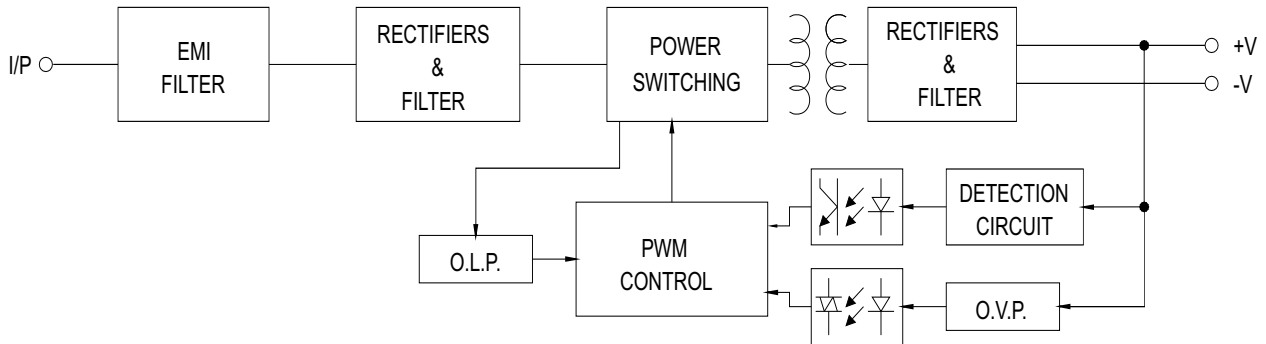 I/P
EMI
FILTER
RECTIFIERS
&
FILTER
POWER
SWITCHING
RECTIFIERS
&
FILTER
+V
-V
DETECTION
CIRCUIT
O.L.P.
PWM
CONTROL
O.V.P.